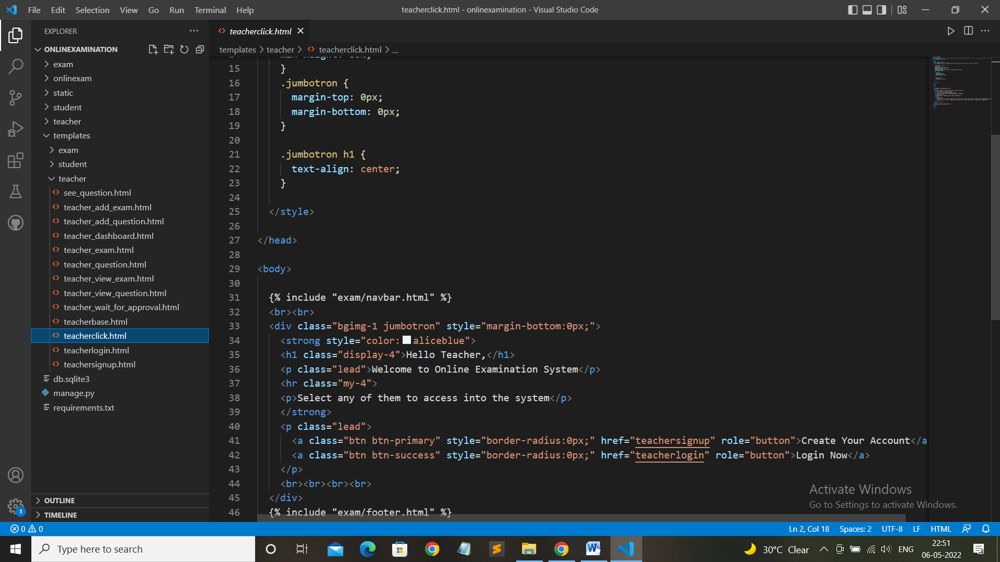 File Edit Selection View Go Run Terminal Help
teacherclick.html - onlinexamination - Visual Studio Code
EXPLORER
ONLINEXAMINATION
exam
onlinexam
static
student
teacher
templates
exam
student
teacher
see_question.html
teacher_add_exam.html
teacher_add_question.html
teacher_dashboard.html
teacher_exam.html
teacher_question.html
teacher_view_exam.html
teacher_view_question.html
teacher_wait_for_approval.html
teacherbase.html
teacherclick.html
teacherlogin.html
teachersignup.html
db.sqlite3
manage.py
requirements.txt
OUTLINE
TIMELINE
teacherclick.html
templates > teacher > teacherclick.html > ...
15 }
16 .jumbotron {
17 margin-top: 0px;
18 margin-bottom: 0px;
19 }
20
21 .jumbotron h1 {
22 text-align: center;
23 }
24
25 </style>
26
27 </head>
28
29 <body>
30
31 {% include "exam/navbar.html" %}
32 <br><br>
33 <div class="bgimg-1 jumbotron" style="margin-bottom:0px;">
34 <strong style="color: aliceblue">
35 <h1 class="display-4">Hello Teacher,</h1>
36 <p class="lead">Welcome to Online Examination System</p>
37 <hr class="my-4">
38 <p>Select any of them to access into the system</p>
39 </strong>
40 <p class="lead">
41 <a class="btn btn-primary" style="border-radius:0px;" href="teachersignup" role="button">Create Your Account</a
42 <a class="btn btn-success" style="border-radius:0px;" href="teacherlogin" role="button">Login Now</a>
43 </p>
44 <br><br><br><br>
45 </div>
46 {% include "exam/footer.html" %}
Activate Windows
Go to Settings to activate Windows.
1
0 0
Ln 2, Col 18 Spaces: 2 UTF-8 LF HTML
Type here to search
30°C Clear
ENG
22:51
06-05-2022